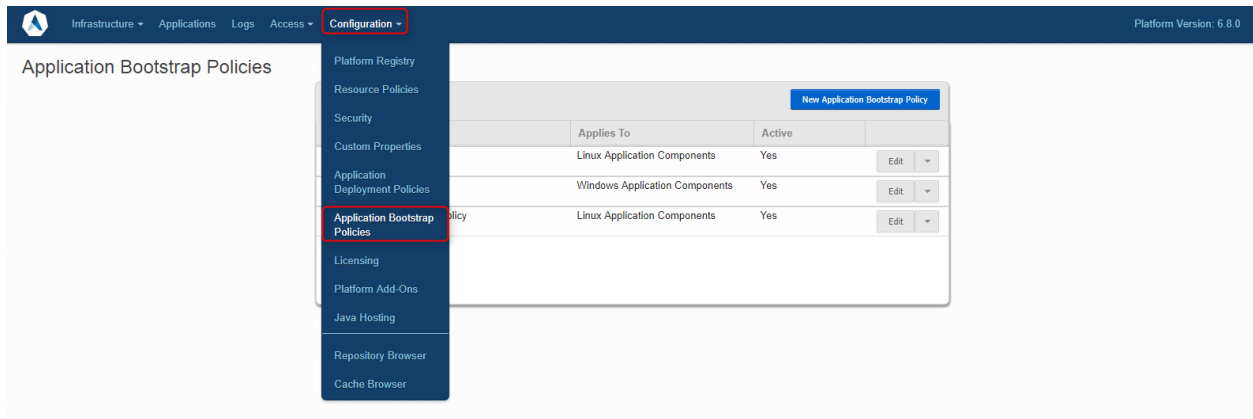 Infrastructure Applications Logs Access Configuration Platform Version: 6.8.0
Application Bootstrap Policies
Platform Registry
Resource Policies
Security
Custom Properties
Application
Deployment Policies
Application Bootstrap
Policies
Licensing
Platform Add-Ons
Java Hosting
Repository Browser
Cache Browser
New Application Bootstrap Policy
Applies To Active
Linux Application Components Yes Edit
Windows Application Components Yes Edit
Linux Application Components Yes Edit